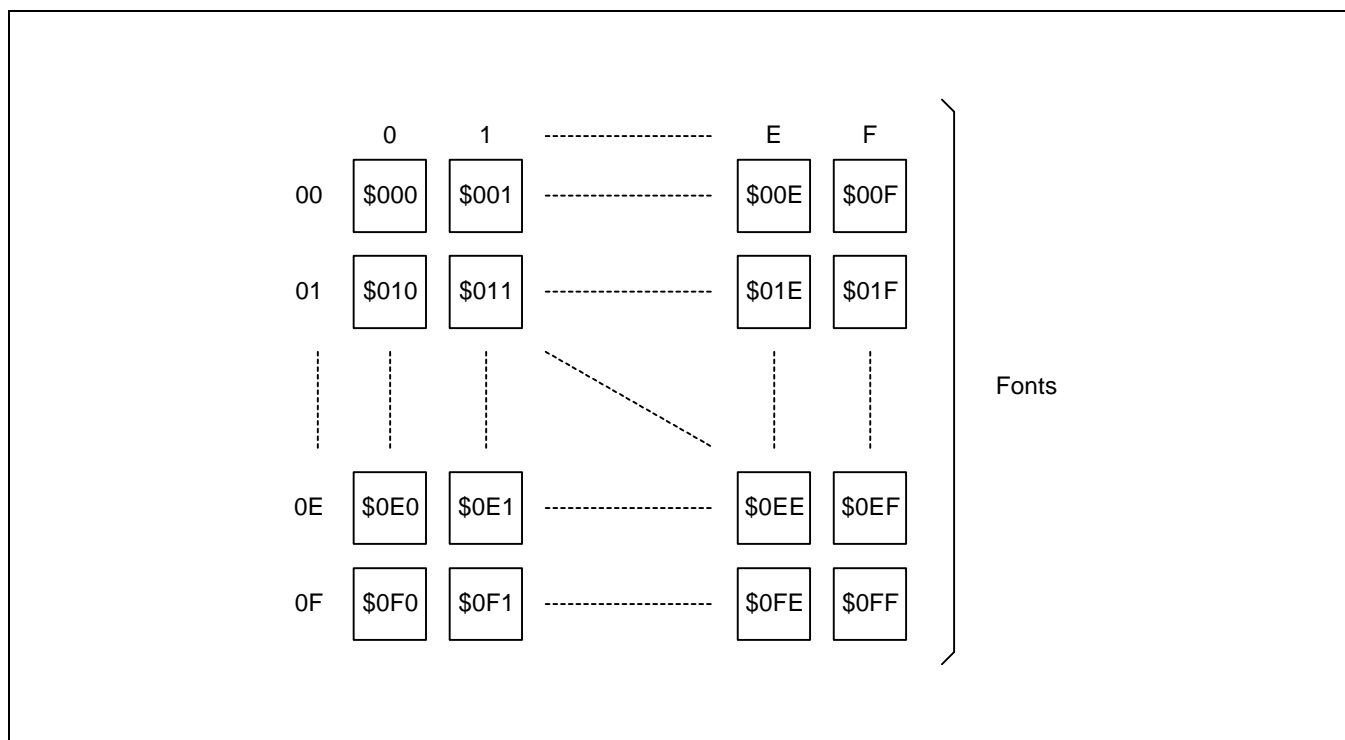 0 1 E F
00 $000 $001 $00E $00F
01 $010 $011 $01E $01F
Fonts
0E $0E0 $0E1 $0EE $0EF
0F $0F0 $0F1 $0FE $0FF